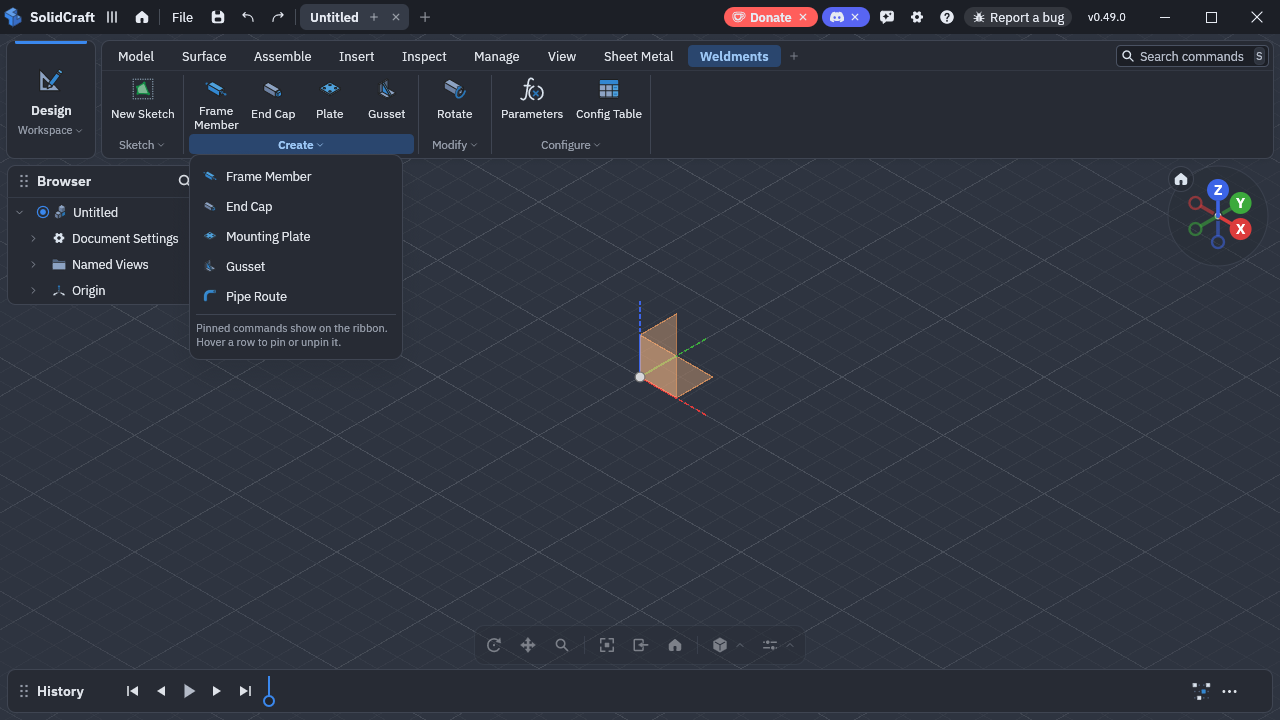 SolidCraft
File
Untitled
Donate
Report a bug
v0.49.0
Design
Workspace
Model
Surface
Assemble
Insert
Inspect
Manage
View
Sheet Metal
Weldments
Search commands
S
New Sketch
Frame
Member
End Cap
Plate
Gusset
Rotate
Parameters
Config Table
Sketch
Create
Modify
Configure
Browser
Untitled
Document Settings
Named Views
Origin
Frame Member
End Cap
Mounting Plate
Gusset
Pipe Route
Pinned commands show on the ribbon.
Hover a row to pin or unpin it.
Z
Y
X
History